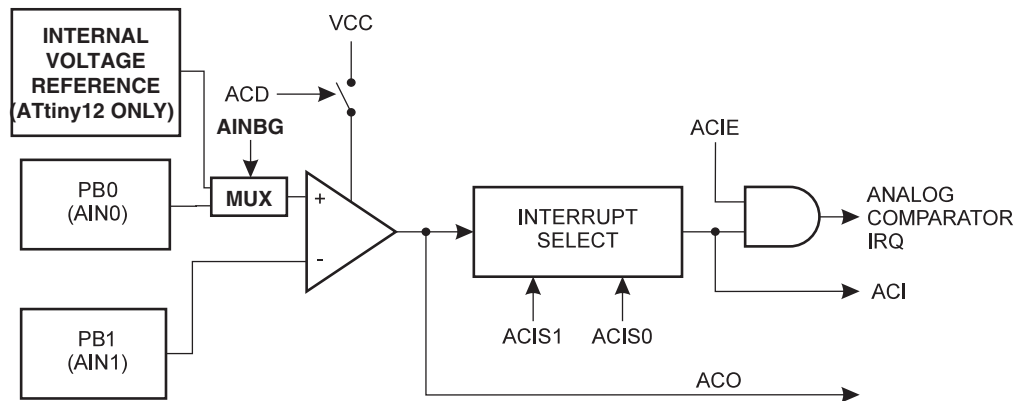 INTERNAL
VOLTAGE
REFERENCE
(ATtiny12 ONLY)
VCC
ACD
AINBG
MUX
PB0
(AIN0)
+
-
PB1
(AIN1)
INTERRUPT
SELECT
ACIS1
ACIS0
ACIE
ANALOG
COMPARATOR
IRQ
ACI
ACO